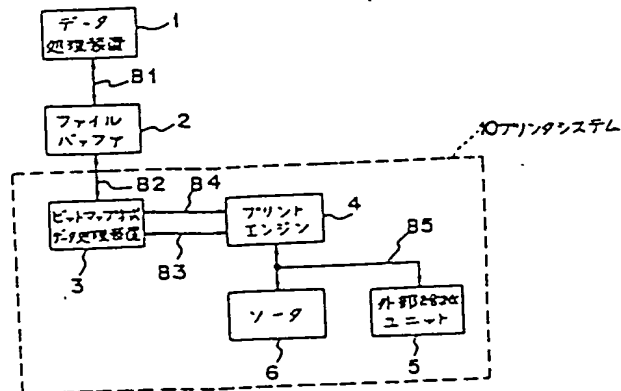 データ
処理装置
1
B1
ファイル
バッファ
2
10プリンタシステム
B2
B4
ビットマップ方式
データ処理装置
3
B3
プリント
エンジン
4
B5
ソータ
6
外部
ユニット
5